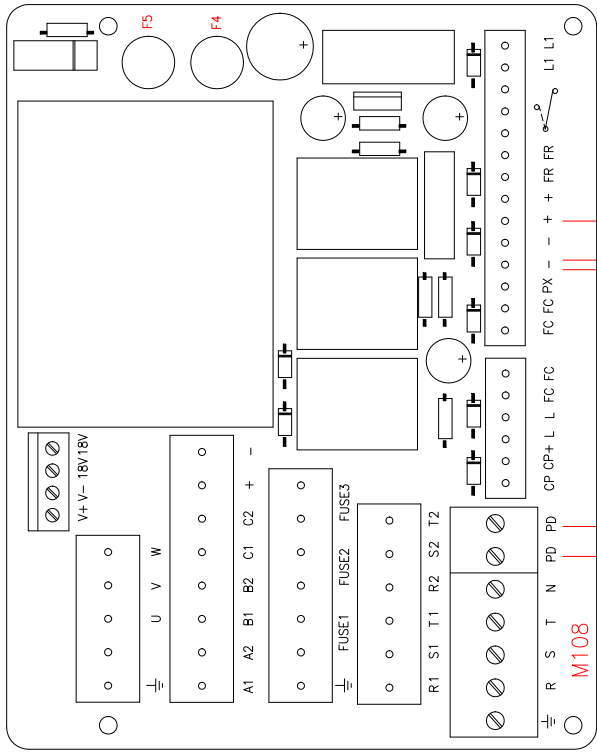 F5
F4
V+ V- 18V18V
U V W
A1 A2 B1 B2 C1 C2 + -
FUSE1 FUSE2 FUSE3
R1 S1 T1 R2 S2 T2
R S T N PD PD
CP CP+ L L FC FC
FC FC PX - - + + FR FR L1 L1
M108